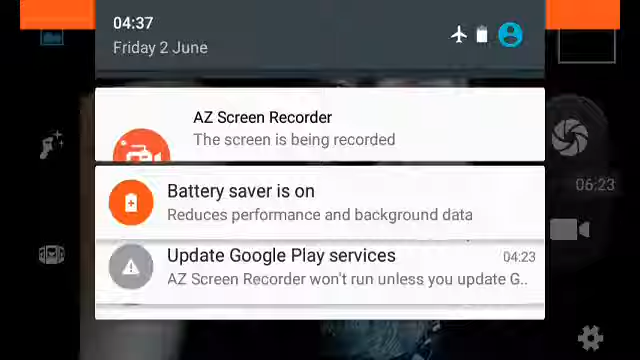 04:37
Friday 2 June
AZ Screen Recorder
The screen is being recorded
Battery saver is on
Reduces performance and background data
06:23
Update Google Play services 04:23
AZ Screen Recorder won't run unless you update G..